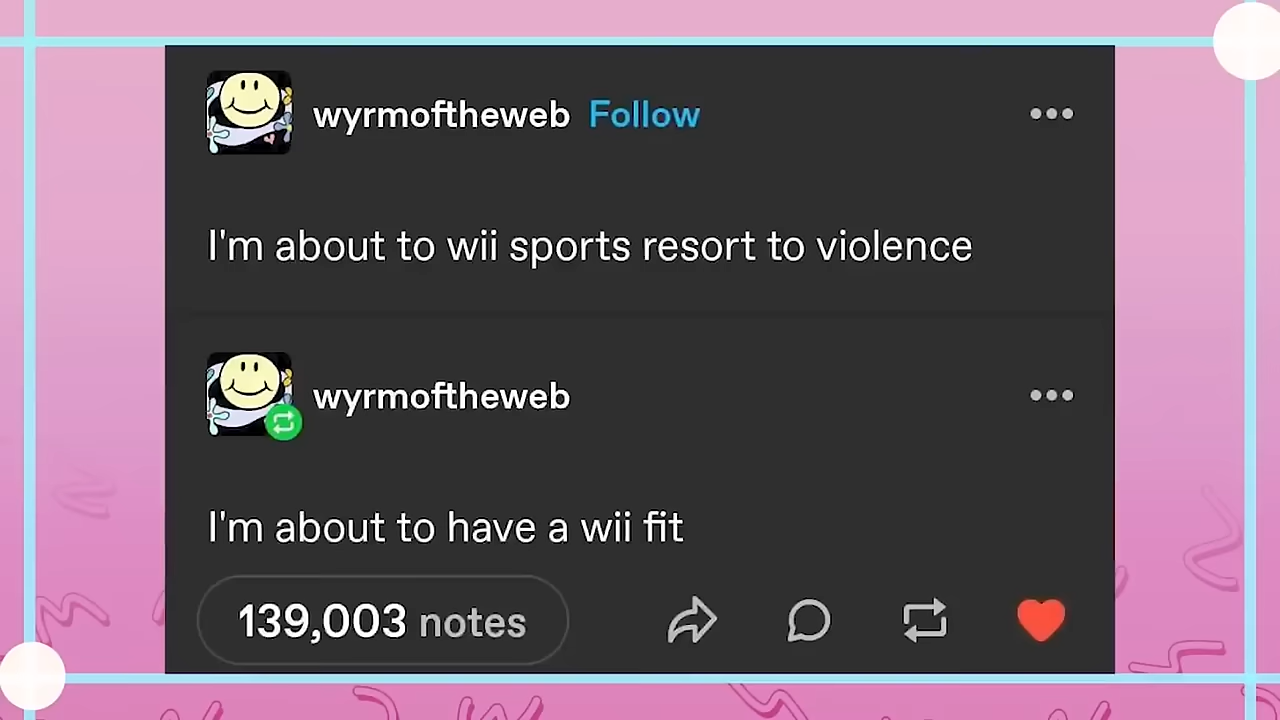 wyrmoftheweb Follow
I'm about to wii sports resort to violence
wyrmoftheweb
I'm about to have a wii fit
139,003 notes